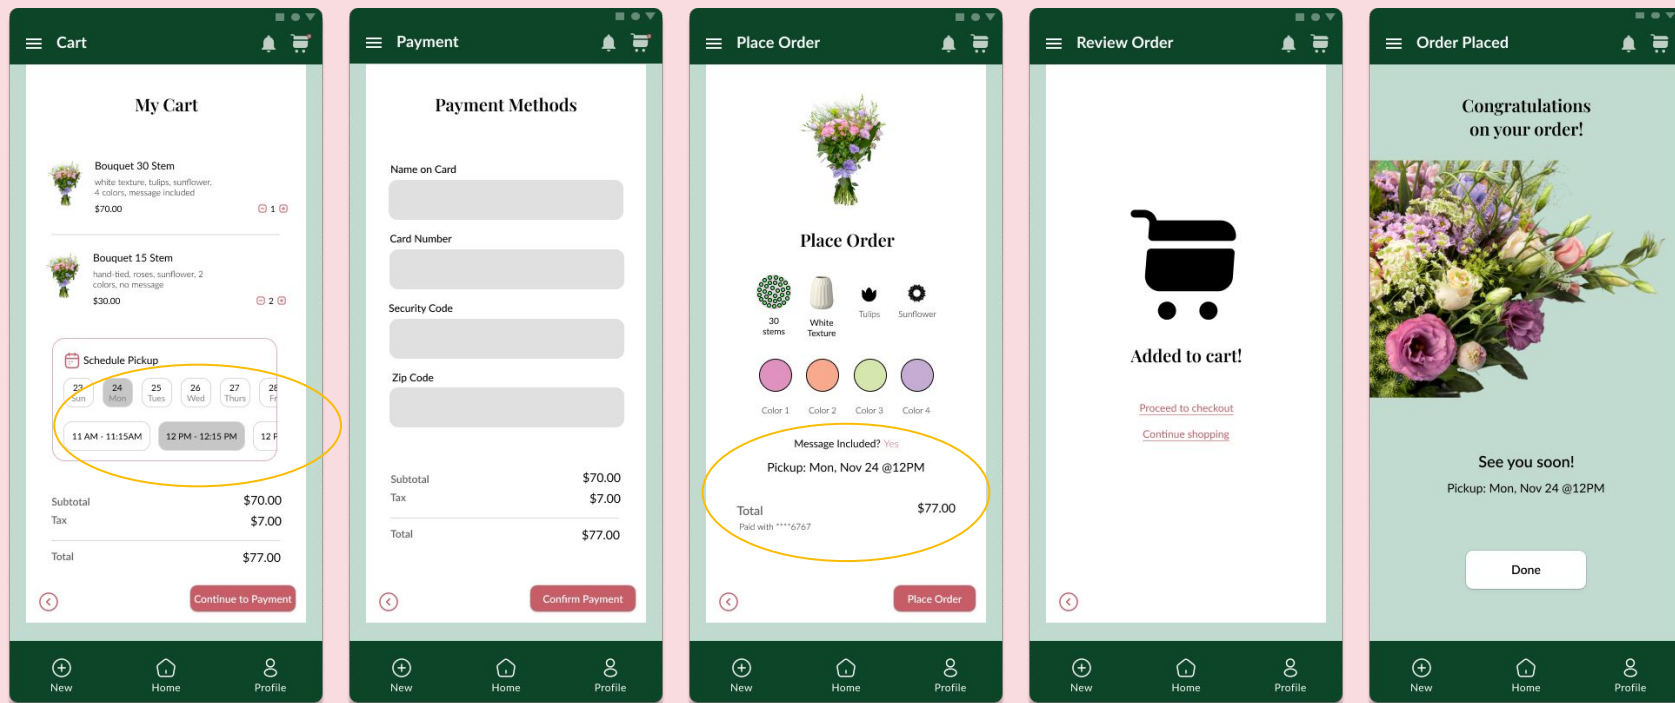 Cart
My Cart
Bouquet 30 Stem
white texture, tulips, sunflower,
4 colors, message included
$70.00
1
Bouquet 15 Stem
hand-tied, roses, sunflower, 2
colors, no message
$30.00
2
Schedule Pickup
23 24 25 26 27 28
Sun Mon Tues Wed Thurs Fr
11 AM - 11:15AM 12 PM - 12:15 PM 12 P
Subtotal $70.00
Tax $7.00
Total $77.00
Continue to Payment
New Home Profile
Payment
Payment Methods
Name on Card
Card Number
Security Code
Zip Code
Subtotal $70.00
Tax $7.00
Total $77.00
Confirm Payment
New Home Profile
Place Order
Place Order
30
stems
White
Texture
Tulips
Sunflower
Color 1 Color 2 Color 3 Color 4
Message Included? Yes
Pickup: Mon, Nov 24 @12PM
Total $77.00
Paid with ****6767
Place Order
New Home Profile
Review Order
Added to cart!
Proceed to checkout
Continue shopping
New Home Profile
Order Placed
Congratulations
on your order!
See you soon!
Pickup: Mon, Nov 24 @12PM
Done
New Home Profile